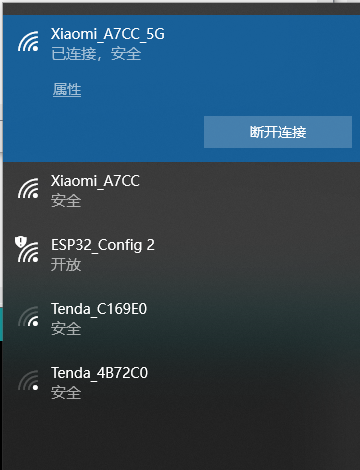 Xiaomi_A7CC_5G
已连接，安全
属性
断开连接
Xiaomi_A7CC
安全
ESP32_Config 2
开放
Tenda_C169E0
安全
Tenda_4B72C0
安全